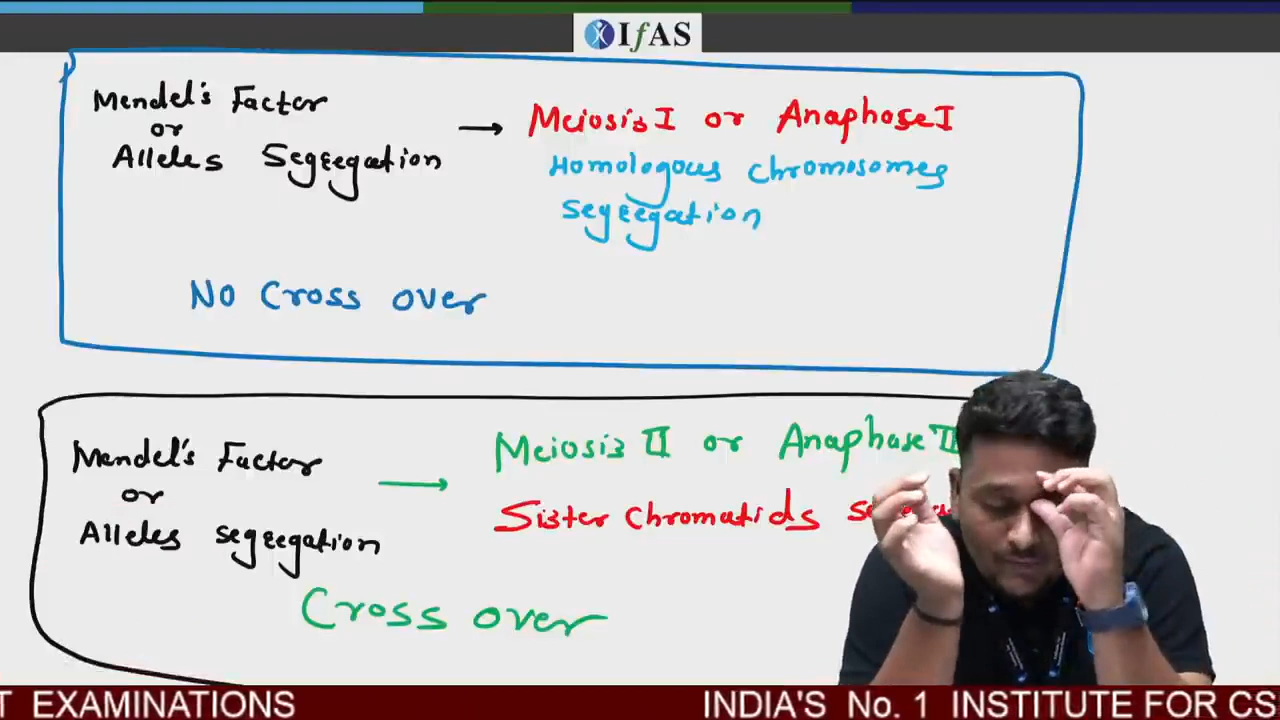 IfAS
Mendel's Factor
or
Alleles Segregation
→ Meiosis I or Anaphase I
Homologous chromosomes
segregation
No Cross over
Mendel's Factor
or
Alleles segregation
→ Meiosis II or Anaphase II
Sister chromatids
Cross over
T EXAMINATIONS
INDIA'S No. 1 INSTITUTE FOR CS